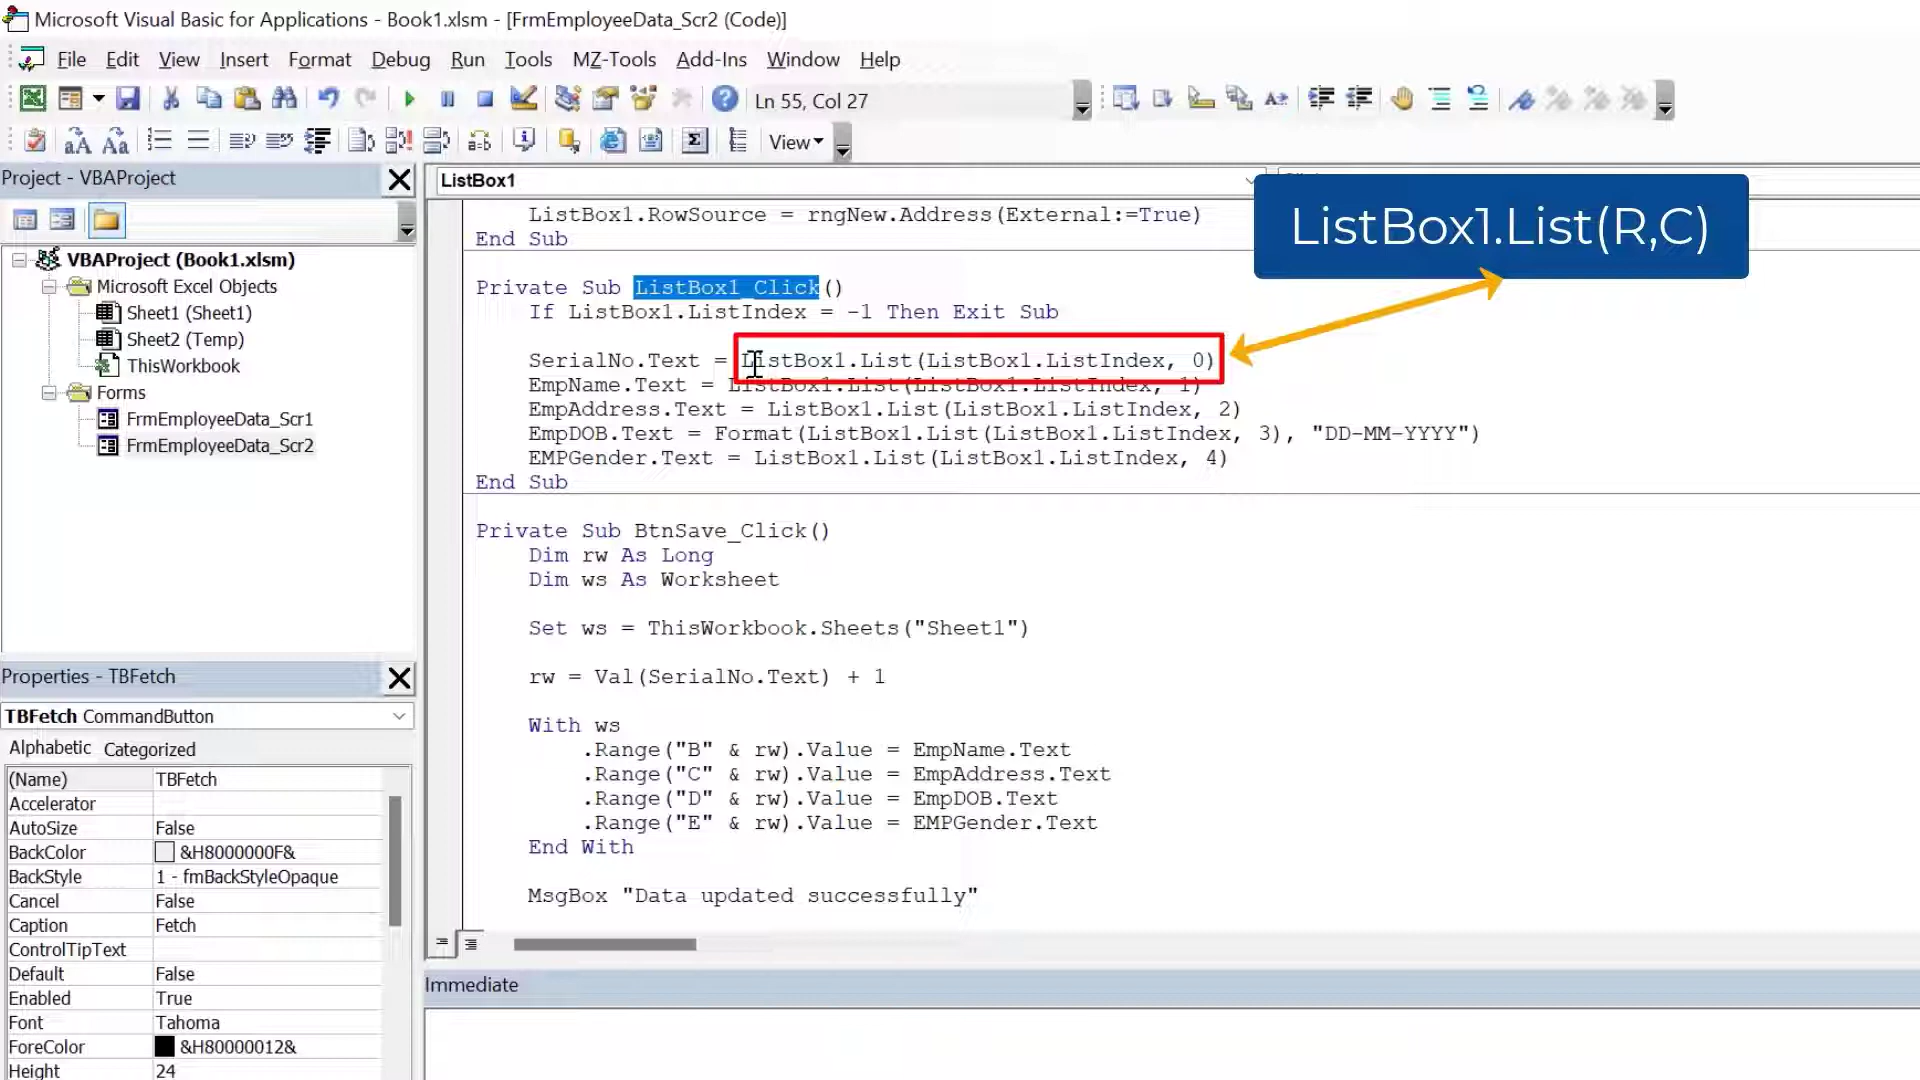 Microsoft Visual Basic for Applications - Book1.xlsm - [FrmEmployeeData_Scr2 (Code)]
File Edit View Insert Format Debug Run Tools MZ-Tools Add-Ins Window Help
Ln 55, Col 27
View
Project - VBAProject
VBAProject (Book1.xlsm)
Microsoft Excel Objects
Sheet1 (Sheet1)
Sheet2 (Temp)
ThisWorkbook
Forms
FrmEmployeeData_Scr1
FrmEmployeeData_Scr2
Properties - TBFetch
TBFetch CommandButton
Alphabetic Categorized
(Name) TBFetch
Accelerator
AutoSize False
BackColor &H8000000F&
BackStyle 1 - fmBackStyleOpaque
Cancel False
Caption Fetch
ControlTipText
Default False
Enabled True
Font Tahoma
ForeColor &H80000012&
Height 24
ListBox1
ListBox1.List(R,C)
ListBox1.RowSource = rngNew.Address(External:=True)
End Sub
Private Sub ListBox1_Click()
If ListBox1.ListIndex = -1 Then Exit Sub
SerialNo.Text = ListBox1.List(ListBox1.ListIndex, 0)
EmpName.Text = ListBox1.List(ListBox1.ListIndex, 1)
EmpAddress.Text = ListBox1.List(ListBox1.ListIndex, 2)
EmpDOB.Text = Format(ListBox1.List(ListBox1.ListIndex, 3), "DD-MM-YYYY")
EMPGender.Text = ListBox1.List(ListBox1.ListIndex, 4)
End Sub
Private Sub BtnSave_Click()
Dim rw As Long
Dim ws As Worksheet
Set ws = ThisWorkbook.Sheets("Sheet1")
rw = Val(SerialNo.Text) + 1
With ws
.Range("B" & rw).Value = EmpName.Text
.Range("C" & rw).Value = EmpAddress.Text
.Range("D" & rw).Value = EmpDOB.Text
.Range("E" & rw).Value = EMPGender.Text
End With
MsgBox "Data updated successfully"
Immediate